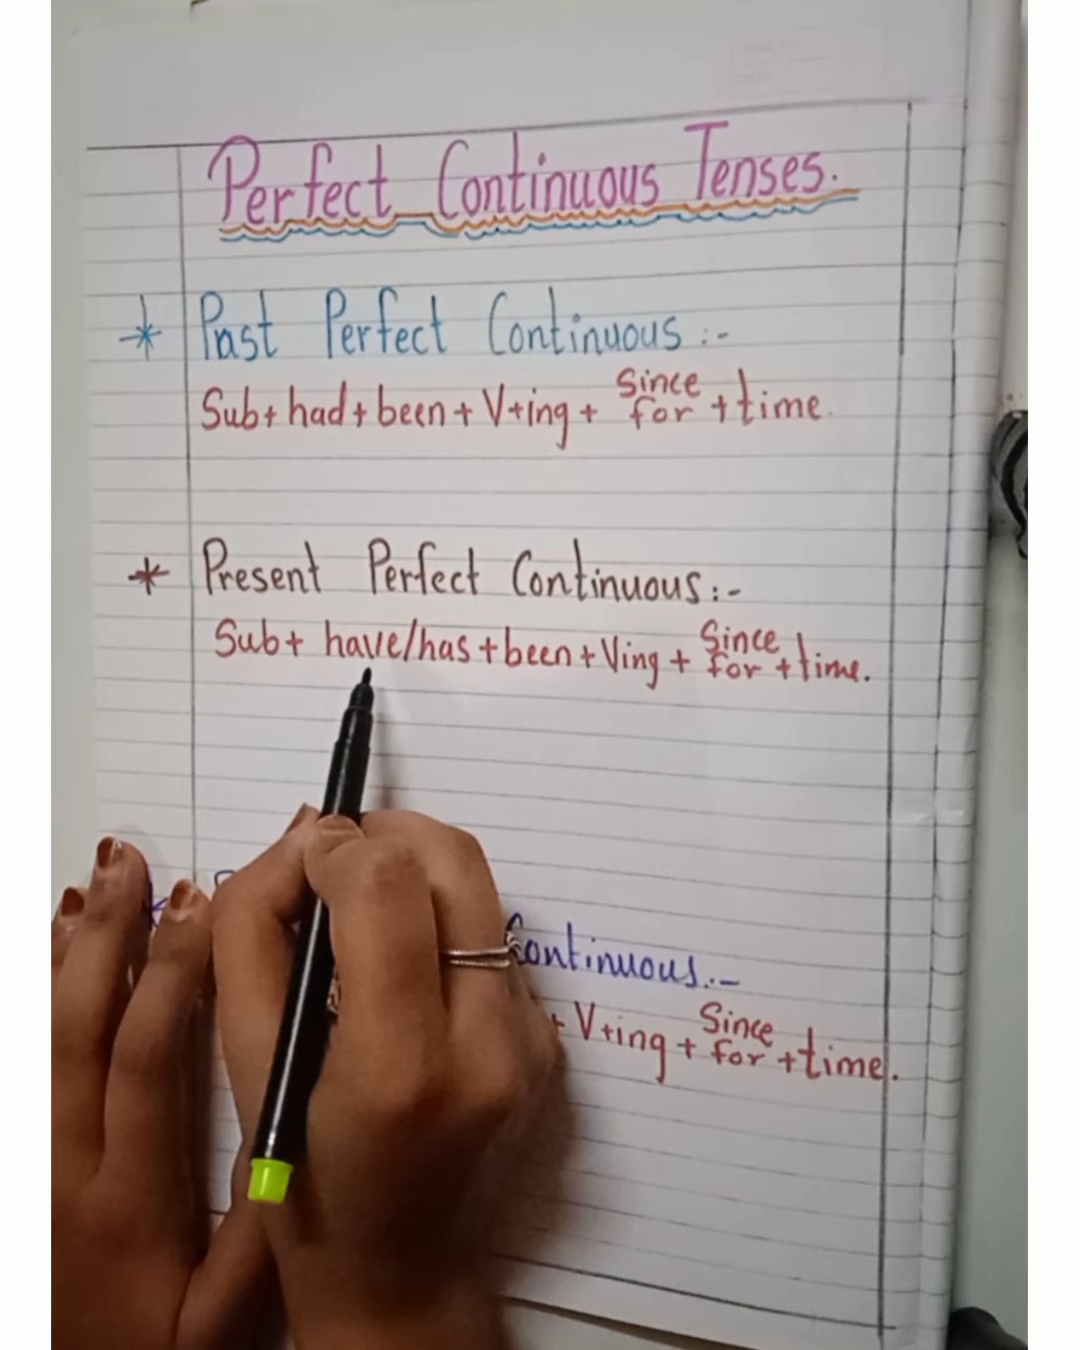 Perfect Continuous Tenses.
* Past Perfect Continuous :-
Sub + had + been + V+ing + Since for + time.
* Present Perfect Continuous :-
Sub + have/has + been + Ving + Since for + time.
* Continuous.-
+ V+ing + Since for + time.